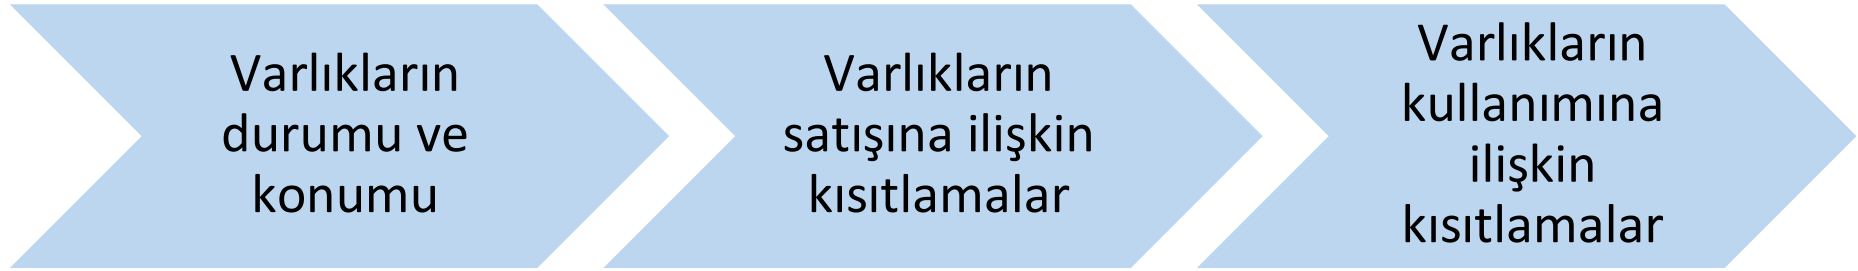 Varlıkların
durumu ve
konumu
Varlıkların
satışına ilişkin
kısıtlamalar
Varlıkların
kullanımına
ilişkin
kısıtlamalar